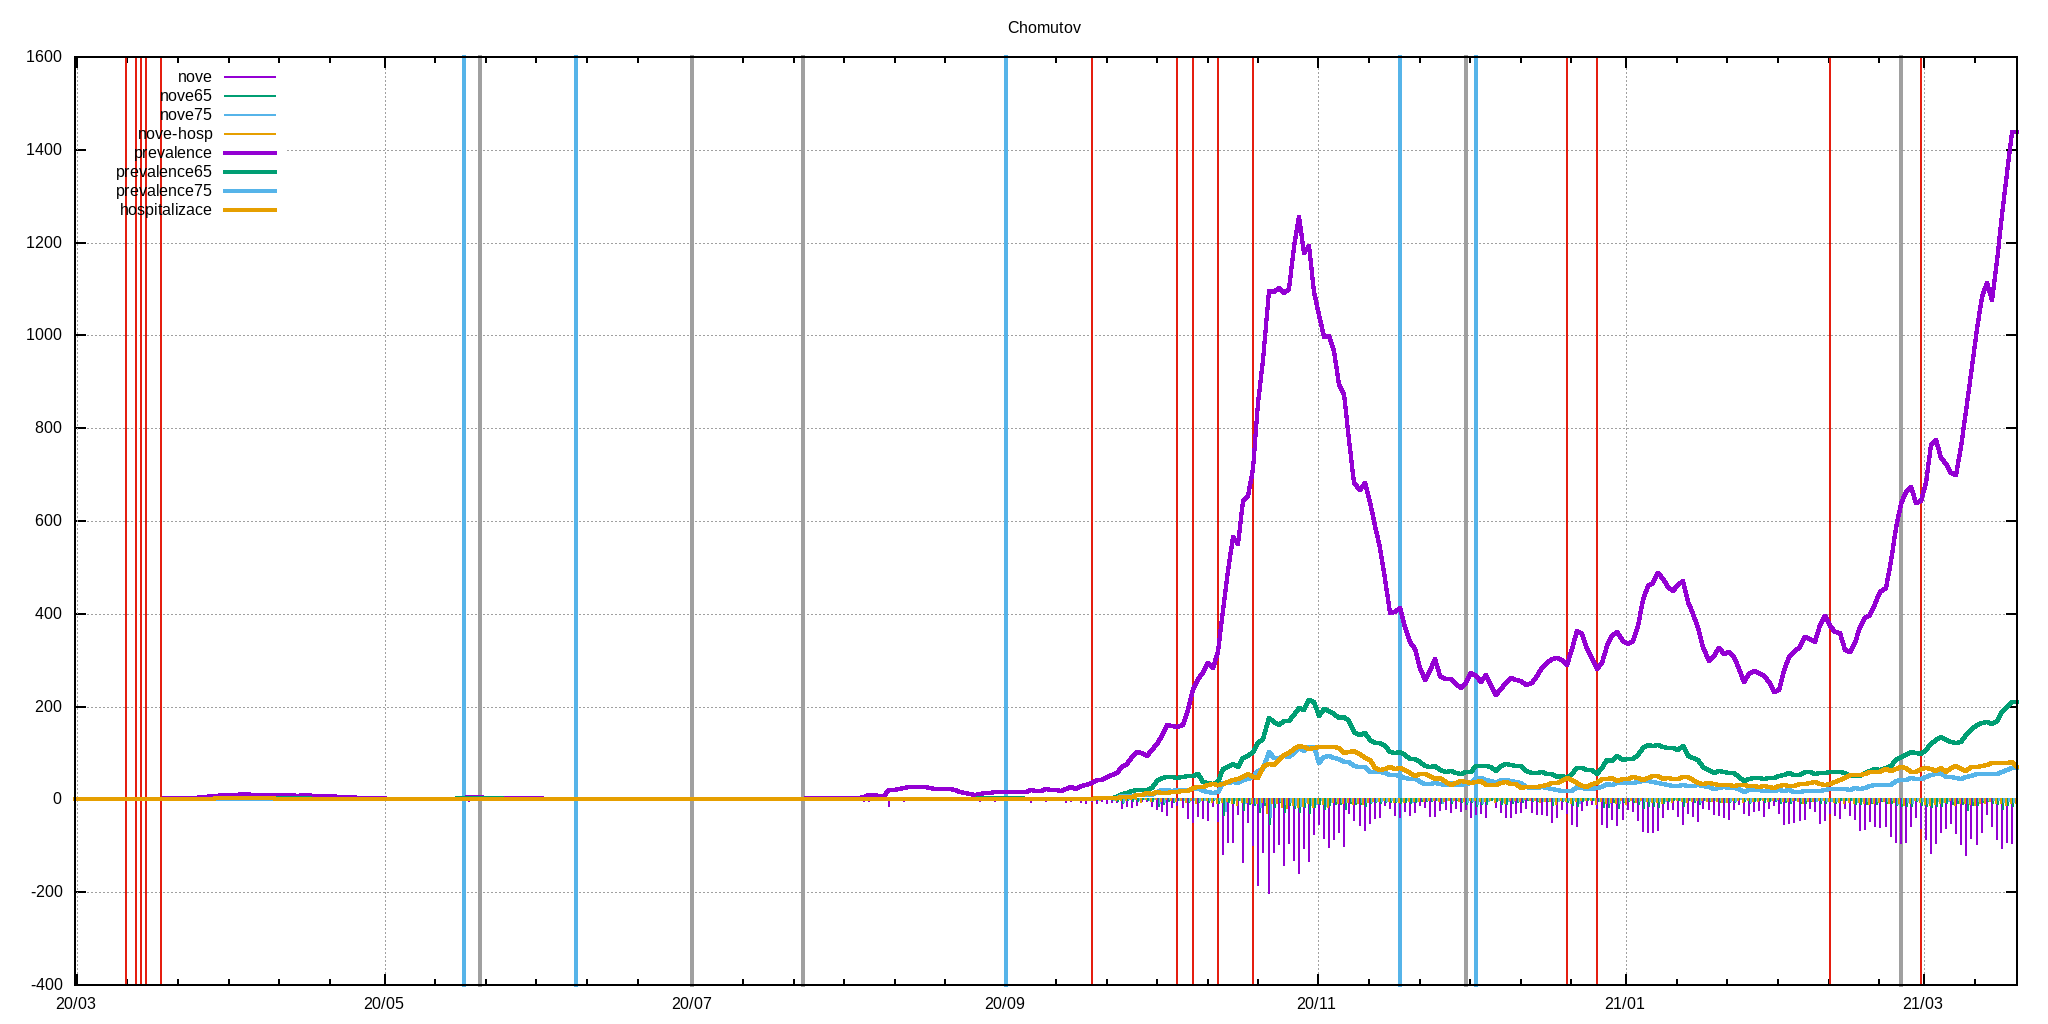 Chomutov
1600
1400
1200
1000
800
600
400
200
0
-200
-400
nove
nove65
nove75
nove-hosp
prevalence
prevalence65
prevalence75
hospitalizace
20/03
20/05
20/07
20/09
20/11
21/01
21/03